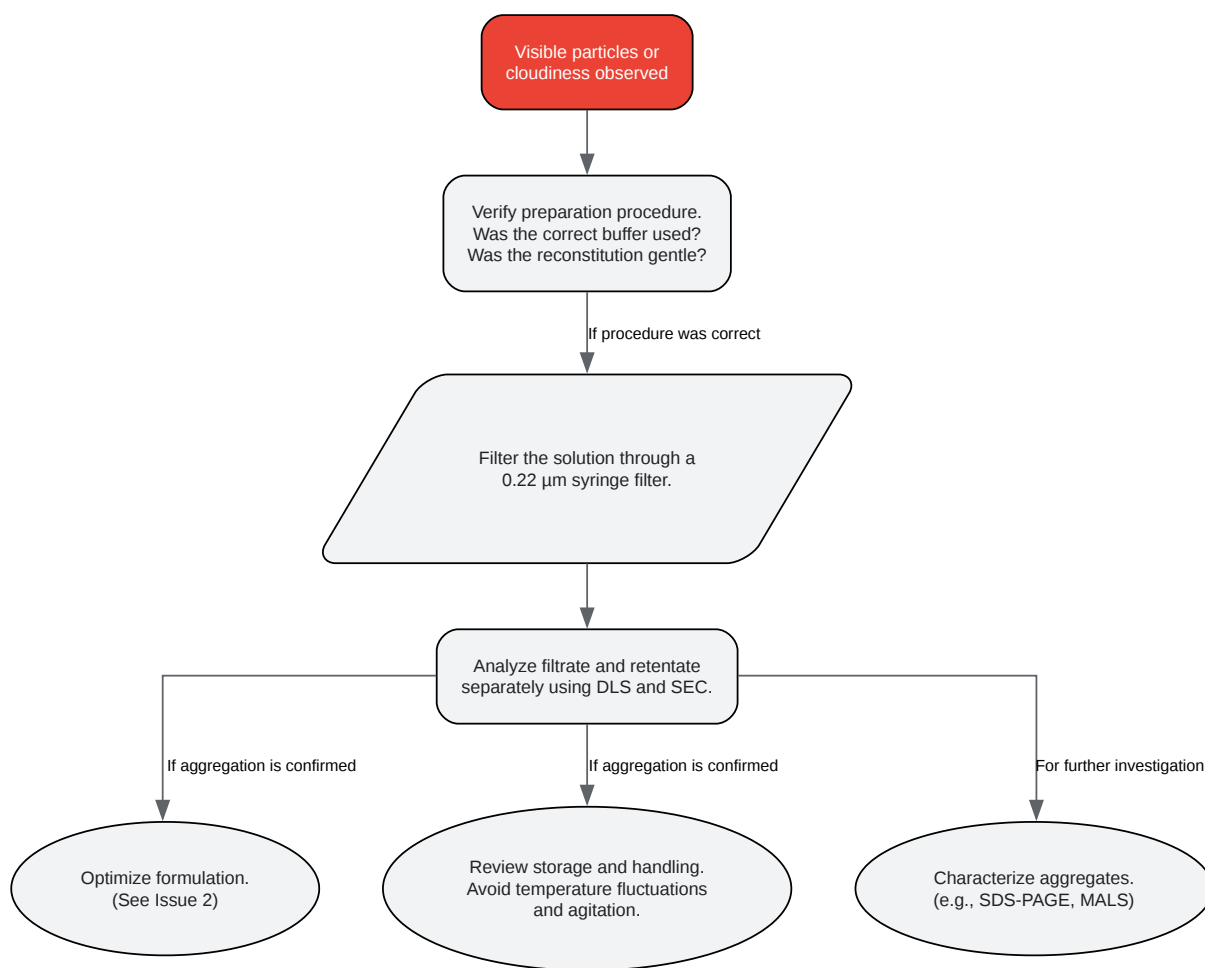 Visible particles or
cloudiness observed
Verify preparation procedure.
Was the correct buffer used?
Was the reconstitution gentle?
If procedure was correct
Filter the solution through a
0.22 µm syringe filter.
Analyze filtrate and retentate
separately using DLS and SEC.
If aggregation is confirmed
If aggregation is confirmed
For further investigation
Optimize formulation.
(See Issue 2)
Review storage and handling.
Avoid temperature fluctuations
and agitation.
Characterize aggregates.
(e.g., SDS-PAGE, MALS)